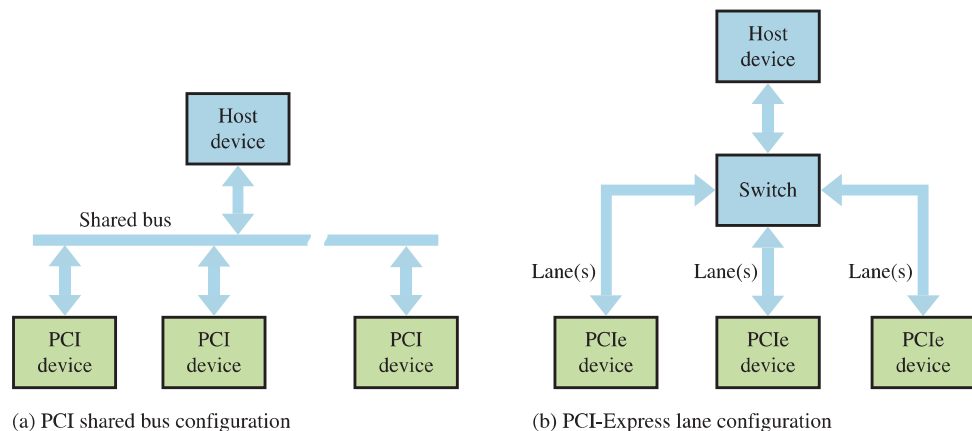 Host
device
Shared bus
PCI
device
PCI
device
PCI
device
(a) PCI shared bus configuration
Host
device
Switch
Lane(s)
Lane(s)
Lane(s)
PCIe
device
PCIe
device
PCIe
device
(b) PCI-Express lane configuration